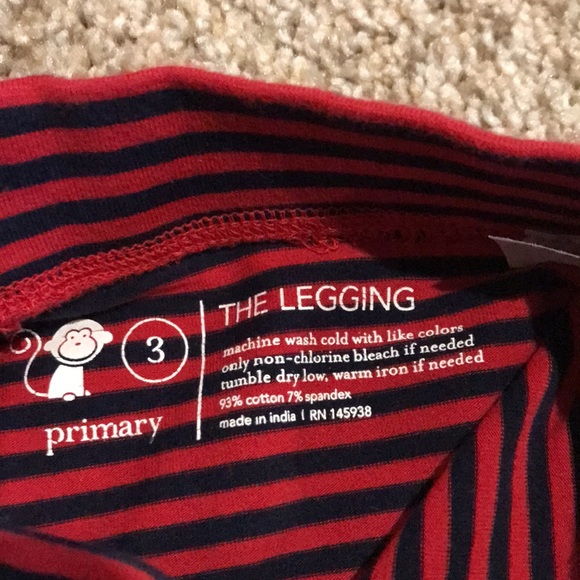 3
primary
THE LEGGING
machine wash cold with like colors
only non-chlorine bleach if needed
tumble dry low, warm iron if needed
93% cotton 7% spandex
made in india | RN 145938